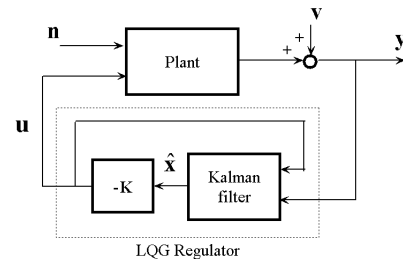 n
v
+
+
y
Plant
u
x̂
-K
Kalman
filter
LQG Regulator